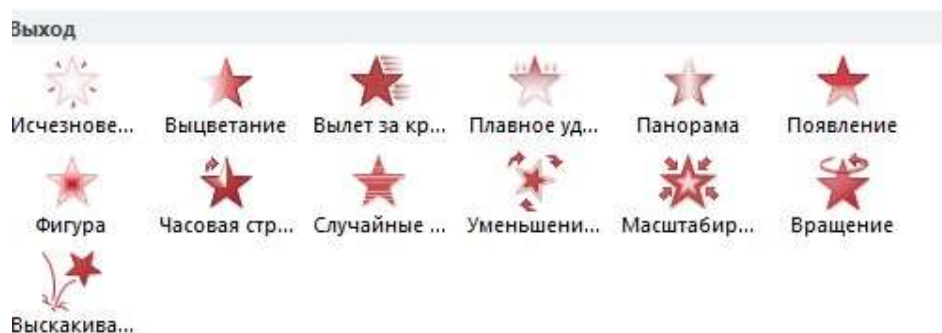 Выход
Исчезнове... Выцветание Вылет за кр... Плавное уд... Панорама Появление
Фигура Часовая стр... Случайные ... Уменьшени... Масштабир... Вращение
Выскакива...